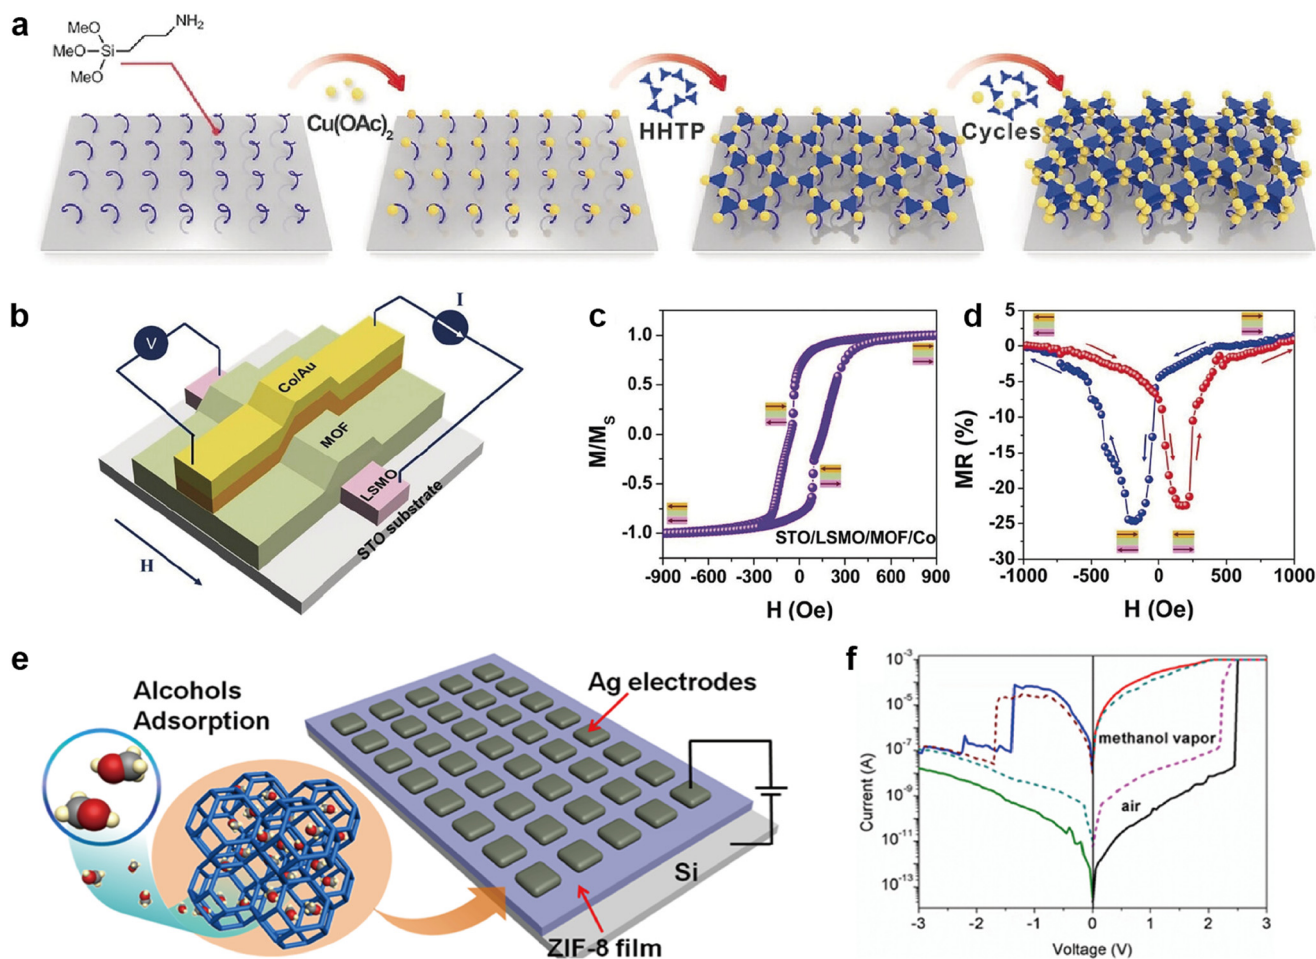 a
NH₂
MeO
MeO
Si
MeO
Cu(OAc)₂
HHTP
Cycles
b
I
V
Co/Au
MOF
LSMO
STO substrate
H
c
M/M_S
1.0
0.5
0.0
-0.5
-1.0
STO/LSMO/MOF/Co
-900 -600 -300 0 300 600 900
H (Oe)
d
MR (%)
5
0
-5
-10
-15
-20
-25
-30
-1000 -500 0 500 1000
H (Oe)
e
Alcohols
Adsorption
Ag electrodes
Si
ZIF-8 film
f
Current (A)
10⁻³
10⁻⁵
10⁻⁷
10⁻⁹
10⁻¹¹
10⁻¹³
methanol vapor
air
-3 -2 -1 0 1 2 3
Voltage (V)